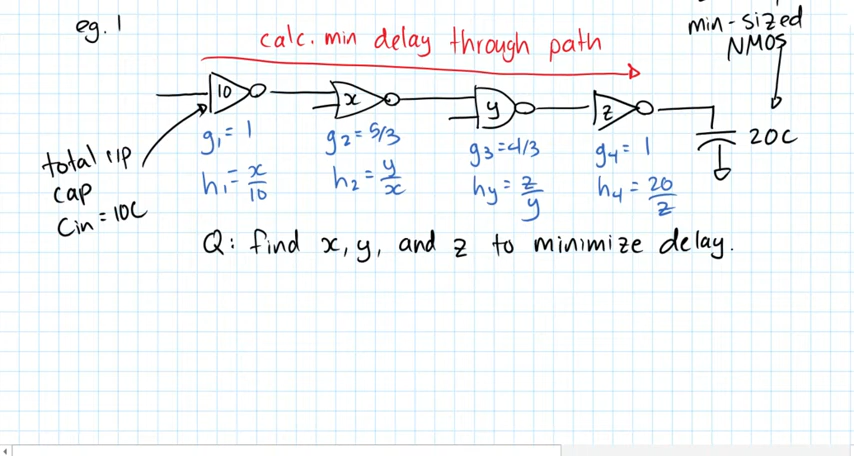 eg. 1
min-sized
NMOS
calc. min delay through path
10
x
y
z
20C
g₁ = 1
g₂ = 5/3
g₃ = 4/3
g₄ = 1
h₁ = x/10
h₂ = y/x
hy = z/y
h₄ = 20/z
total i/p
cap
Cin = 10C
Q: find x, y, and z to minimize delay.